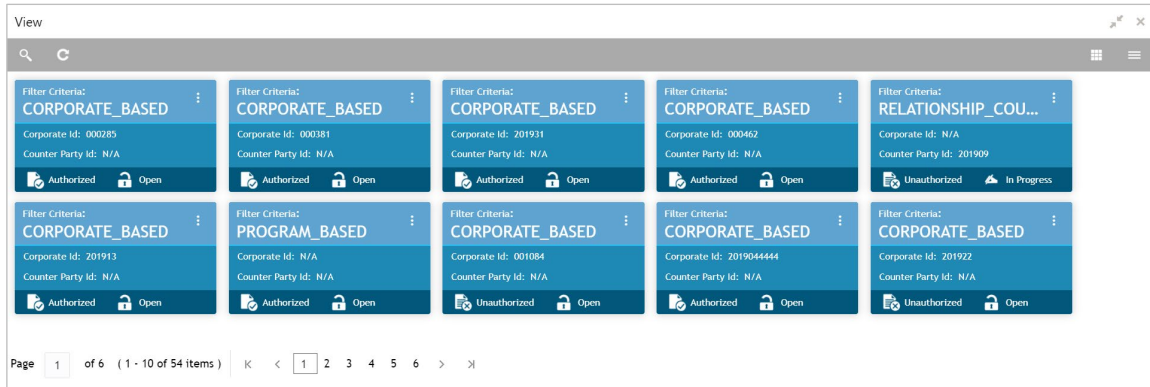 View
Filter Criteria:
CORPORATE_BASED
Corporate Id: 000285
Counter Party Id: N/A
Authorized Open
Filter Criteria:
CORPORATE_BASED
Corporate Id: 000381
Counter Party Id: N/A
Authorized Open
Filter Criteria:
CORPORATE_BASED
Corporate Id: 201931
Counter Party Id: N/A
Authorized Open
Filter Criteria:
CORPORATE_BASED
Corporate Id: 000462
Counter Party Id: N/A
Authorized Open
Filter Criteria:
RELATIONSHIP_COU...
Corporate Id: N/A
Counter Party Id: 201909
Unauthorized In Progress
Filter Criteria:
CORPORATE_BASED
Corporate Id: 201913
Counter Party Id: N/A
Authorized Open
Filter Criteria:
PROGRAM_BASED
Corporate Id: N/A
Counter Party Id: N/A
Authorized Open
Filter Criteria:
CORPORATE_BASED
Corporate Id: 001084
Counter Party Id: N/A
Unauthorized Open
Filter Criteria:
CORPORATE_BASED
Corporate Id: 2019044444
Counter Party Id: N/A
Authorized Open
Filter Criteria:
CORPORATE_BASED
Corporate Id: 201922
Counter Party Id: N/A
Unauthorized Open
Page 1 of 6 (1 - 10 of 54 items) 1 2 3 4 5 6